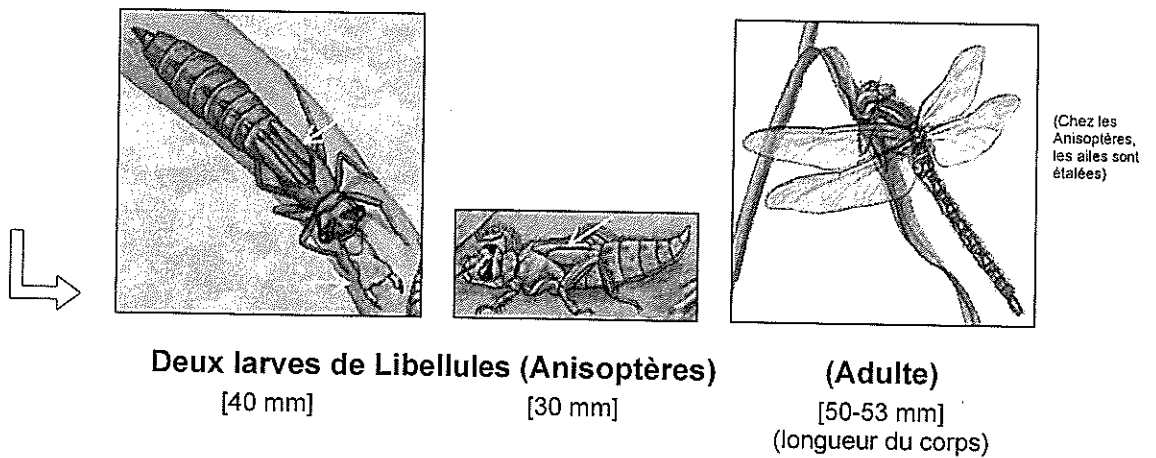 (Chez les
Anisoptères,
les ailes sont
étalées)
Deux larves de Libellules (Anisoptères)
[40 mm]
[30 mm]
(Adulte)
[50-53 mm]
(longueur du corps)